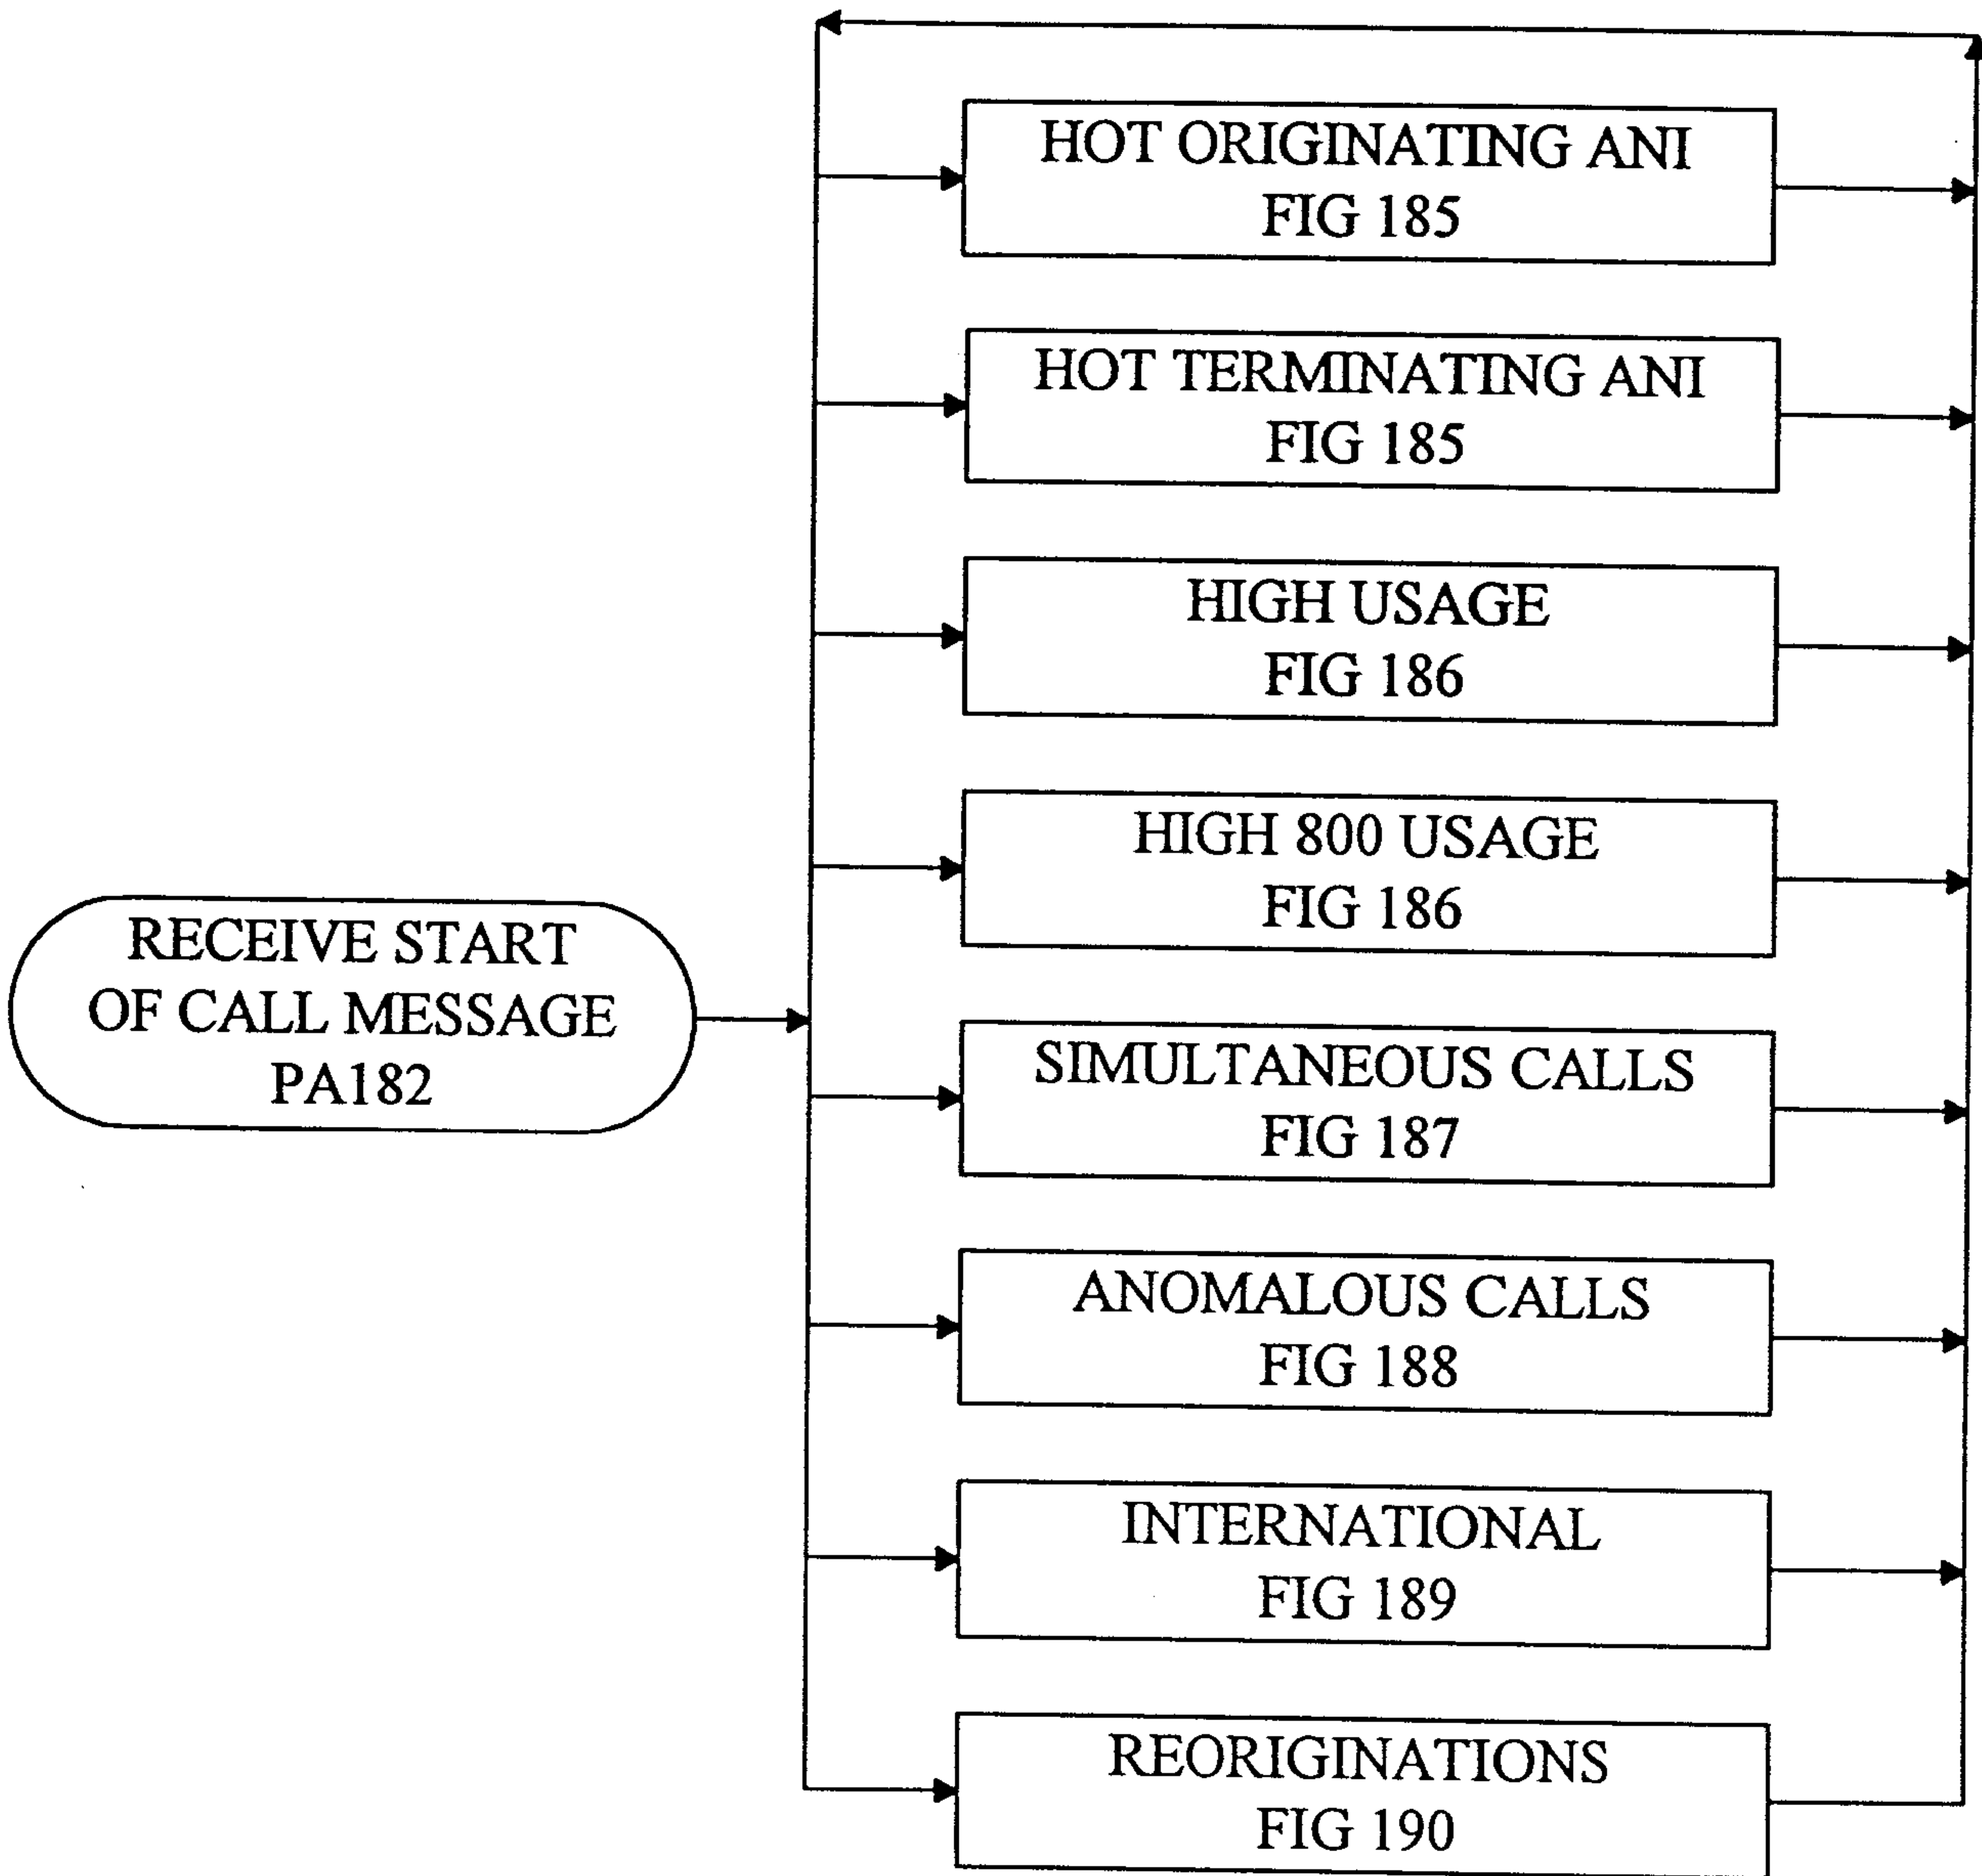 HOT ORIGINATING ANI
FIG 185
HOT TERMINATING ANI
FIG 185
HIGH USAGE
FIG 186
HIGH 800 USAGE
FIG 186
RECEIVE START
OF CALL MESSAGE
PA182
SIMULTANEOUS CALLS
FIG 187
ANOMALOUS CALLS
FIG 188
INTERNATIONAL
FIG 189
REORIGINATIONS
FIG 190